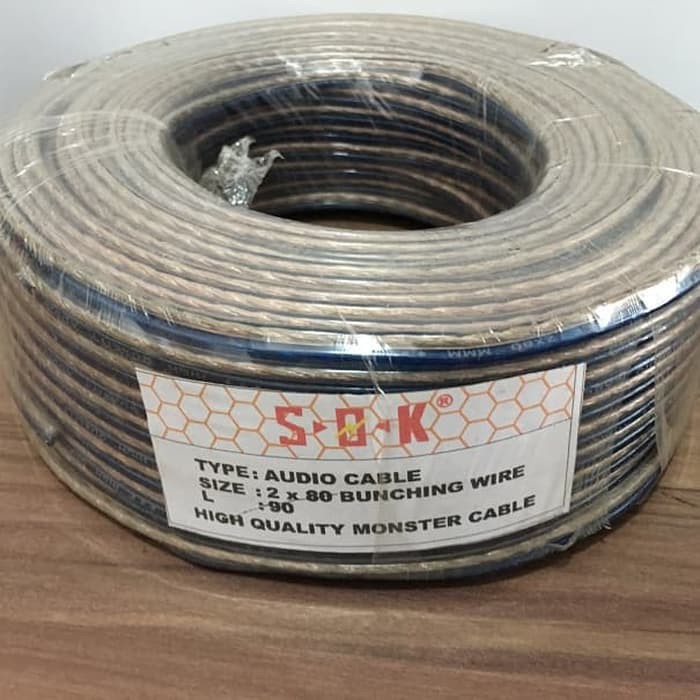 S·O·K®
TYPE : AUDIO CABLE
SIZE : 2 x 80 BUNCHING WIRE
L : 90
HIGH QUALITY MONSTER CABLE